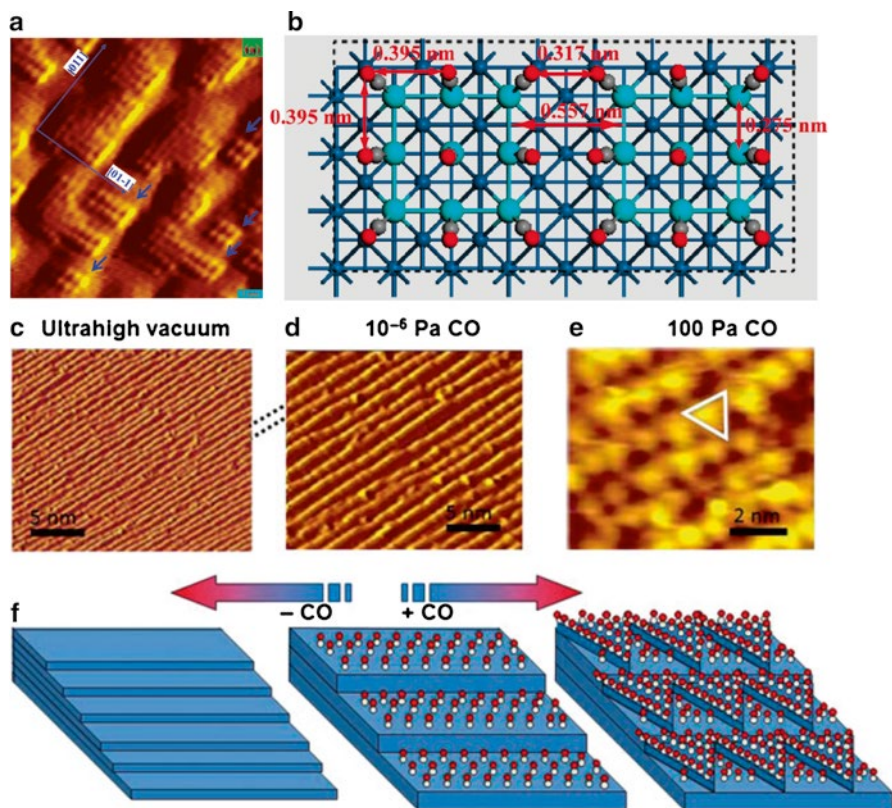 a
b
[011]
[01-1]
0.395 nm
0.317 nm
0.395 nm
0.557 nm
0.275 nm
c Ultrahigh vacuum
d 10⁻⁶ Pa CO
e 100 Pa CO
5 nm
5 nm
2 nm
f
– CO
+ CO